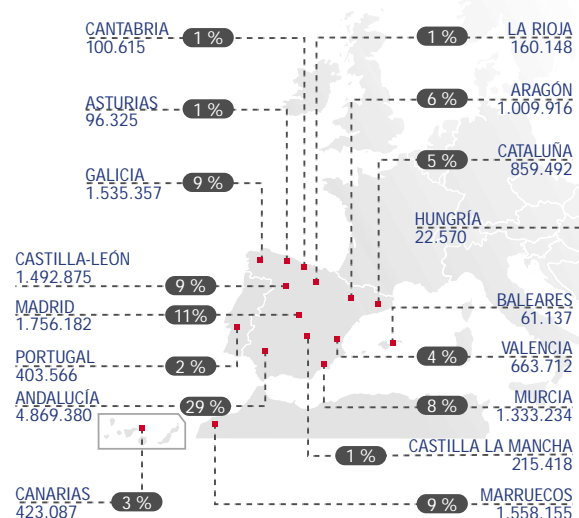 CANTABRIA
100.615
1 %
ASTURIAS
96.325
1 %
GALICIA
1.535.357
9 %
CASTILLA-LEÓN
1.492.875
9 %
MADRID
1.756.182
11%
PORTUGAL
403.566
2 %
ANDALUCÍA
4.869.380
29 %
CANARIAS
423.087
3 %
LA RIOJA
160.148
1 %
ARAGÓN
1.009.916
6 %
CATALUÑA
859.492
5 %
HUNGRÍA
22.570
BALEARES
61.137
VALENCIA
663.712
4 %
MURCIA
1.333.234
8 %
CASTILLA LA MANCHA
215.418
1 %
MARRUECOS
1.558.155
9 %